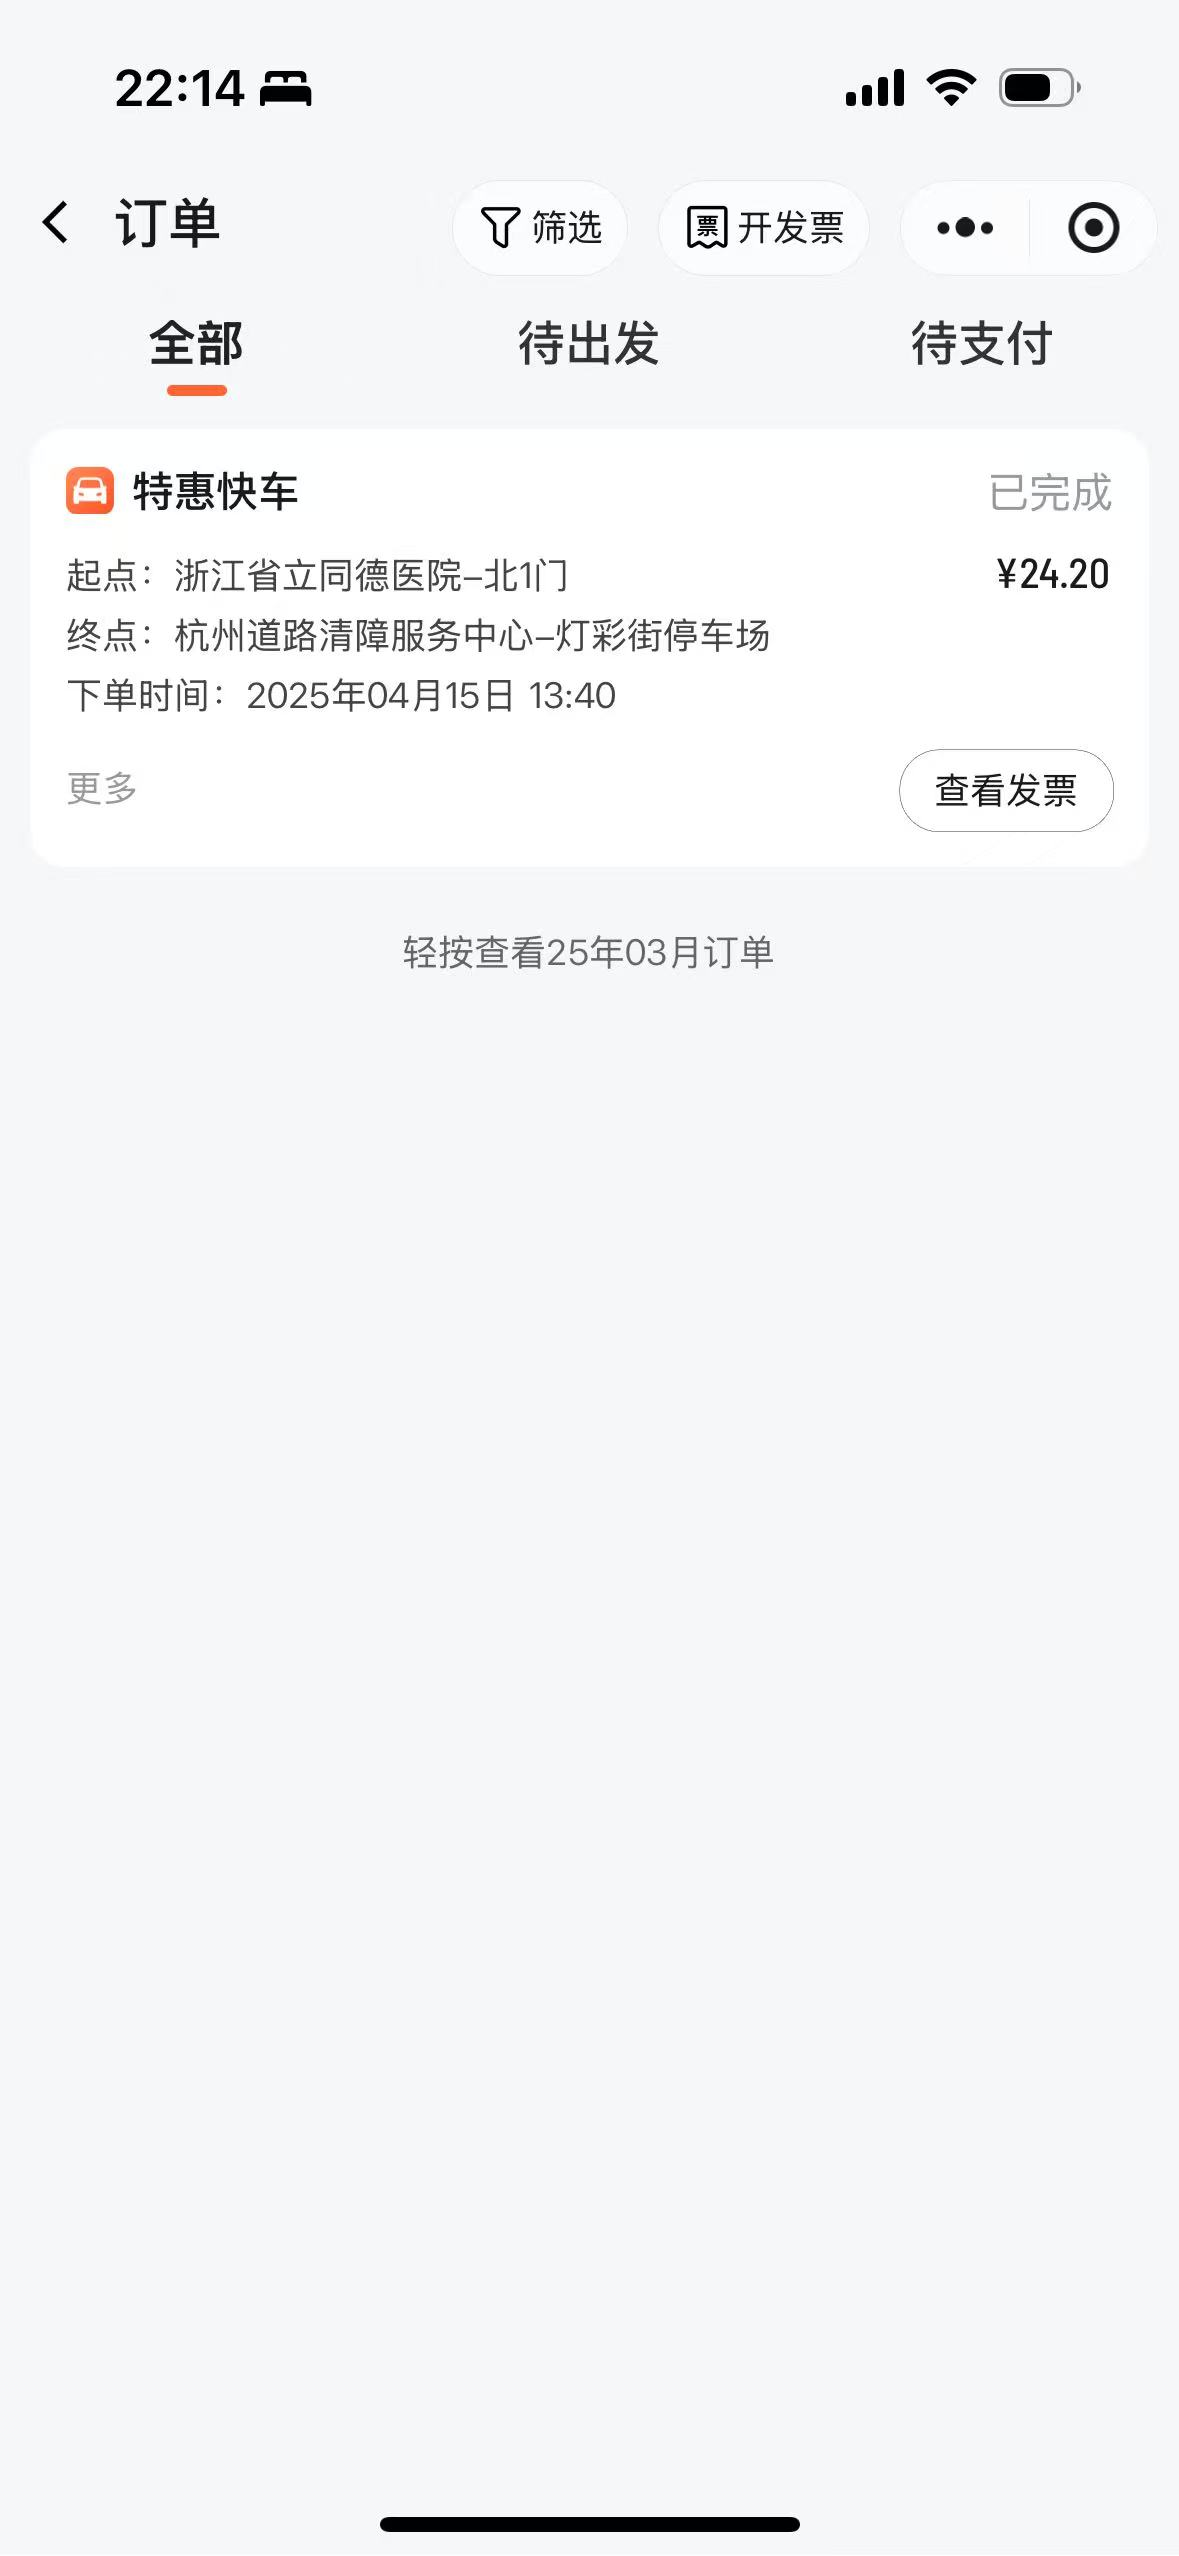 22:14
订单
筛选
票 开发票
全部
待出发
待支付
特惠快车
已完成
起点：浙江省立同德医院-北1门
¥24.20
终点：杭州道路清障服务中心-灯彩街停车场
下单时间：2025年04月15日 13:40
更多
查看发票
轻按查看25年03月订单